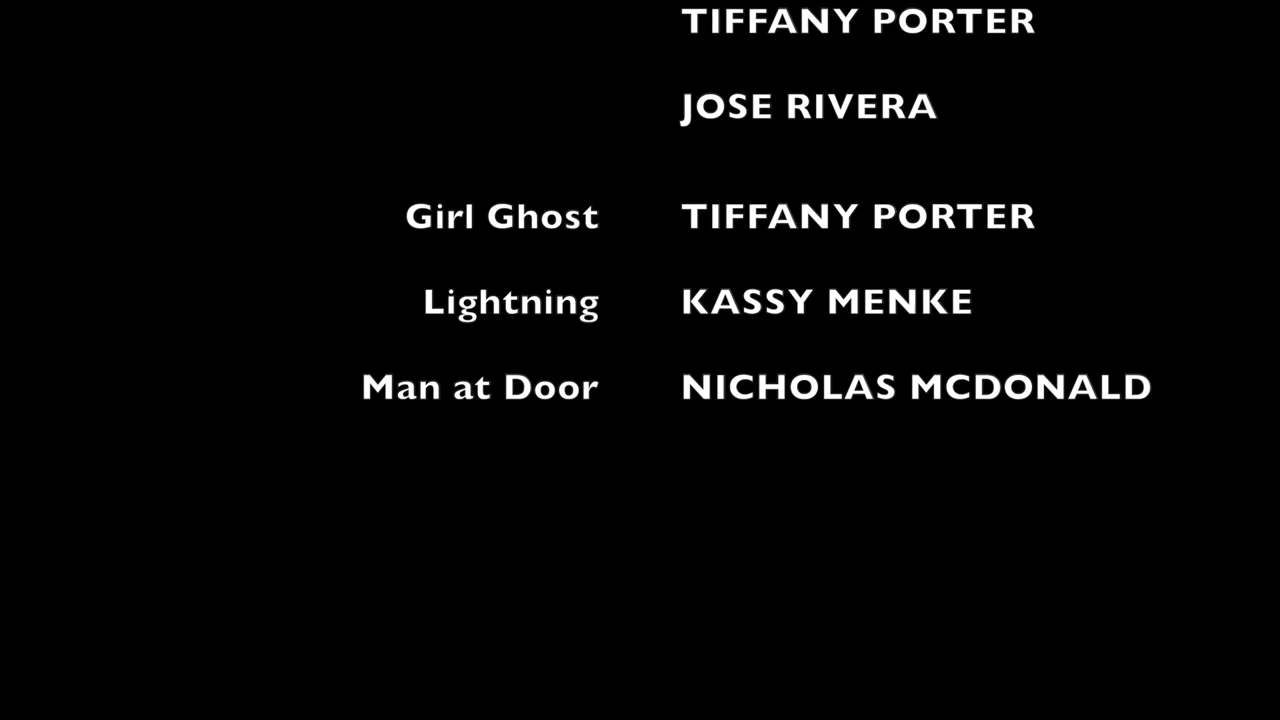 TIFFANY PORTER
JOSE RIVERA
Girl Ghost TIFFANY PORTER
Lightning KASSY MENKE
Man at Door NICHOLAS MCDONALD